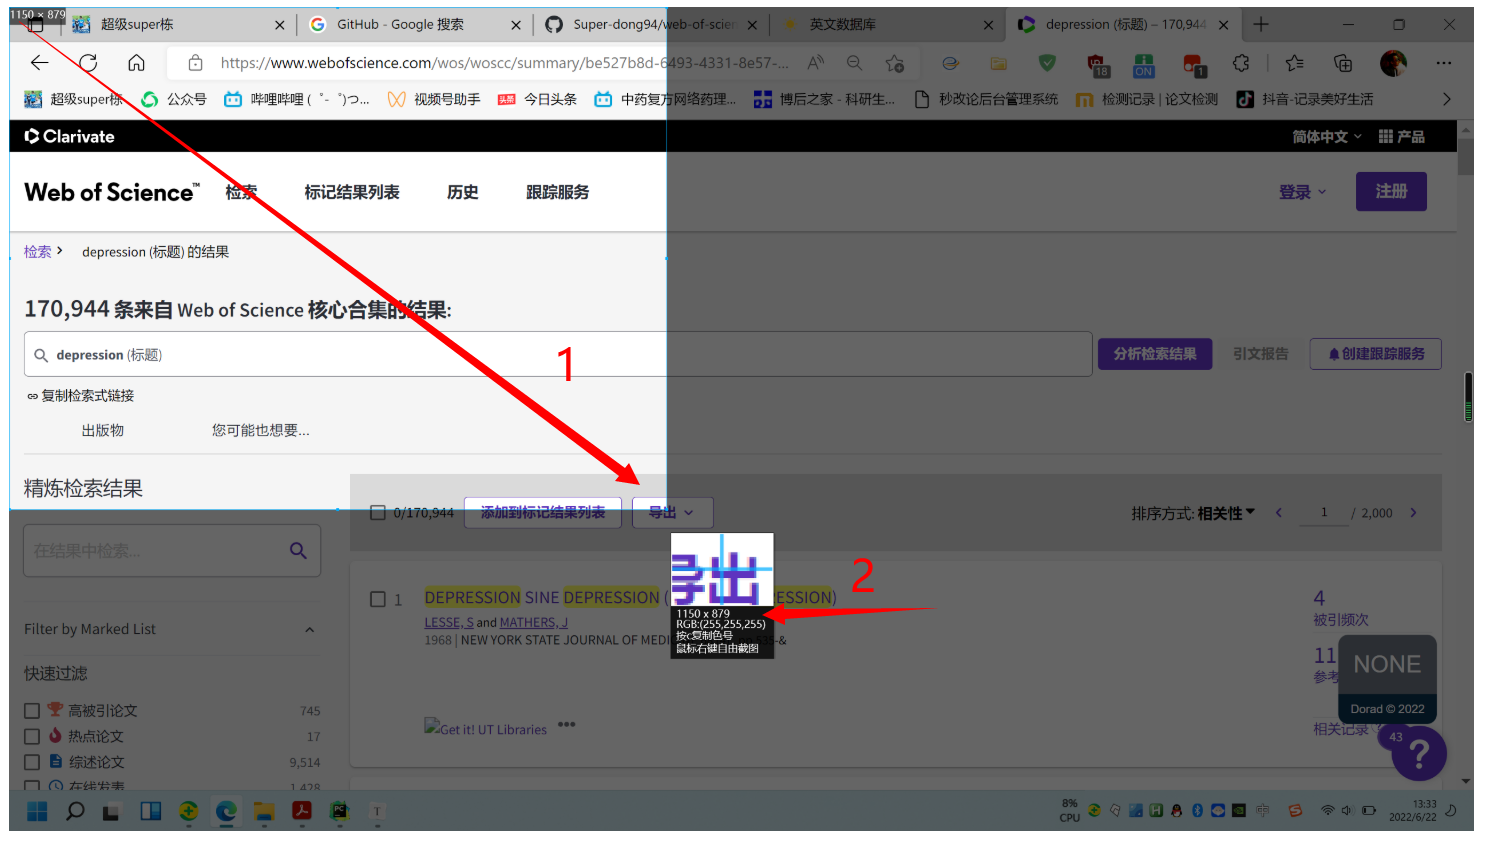 1150 x 879
超级super栋
GitHub - Google 搜索
Super-dong94/web-of-scien
英文数据库
depression (标题) – 170,944
https://www.webofscience.com/wos/woscc/summary/be527b8d-6493-4331-8e57-...
18
ON
1
超级super栋
公众号
哔哩哔哩 ( ゜- ゜)つ...
视频号助手
今日头条
中药复方网络药理...
博后之家 - 科研生...
秒改论后台管理系统
检测记录 | 论文检测
抖音-记录美好生活
Clarivate
简体中文
产品
Web of Science™
检索
标记结果列表
历史
跟踪服务
登录
注册
检索 > depression (标题) 的结果
170,944 条来自 Web of Science 核心合集的结果:
depression (标题)
分析检索结果
引文报告
创建跟踪服务
1
复制检索式链接
出版物
您可能也想要...
精炼检索结果
0/170,944
添加到标记结果列表
导出
排序方式: 相关性
< 1 / 2,000 >
在结果中检索...
导出
1150 x 879
RGB:(255,255,255)
按c复制色号
鼠标右键自由截图
2
1
DEPRESSION SINE DEPRESSION (
ESSION)
LESSE, S and MATHERS, J
1968 | NEW YORK STATE JOURNAL OF MEDI
-&
4
被引频次
11
参考
NONE
Dorad © 2022
相关记录
43
?
Get it! UT Libraries
•••
Filter by Marked List
快速过滤
高被引论文 745
热点论文 17
综述论文 9,514
在线发表 1,428
8%
CPU
中
13:33
2022/6/22